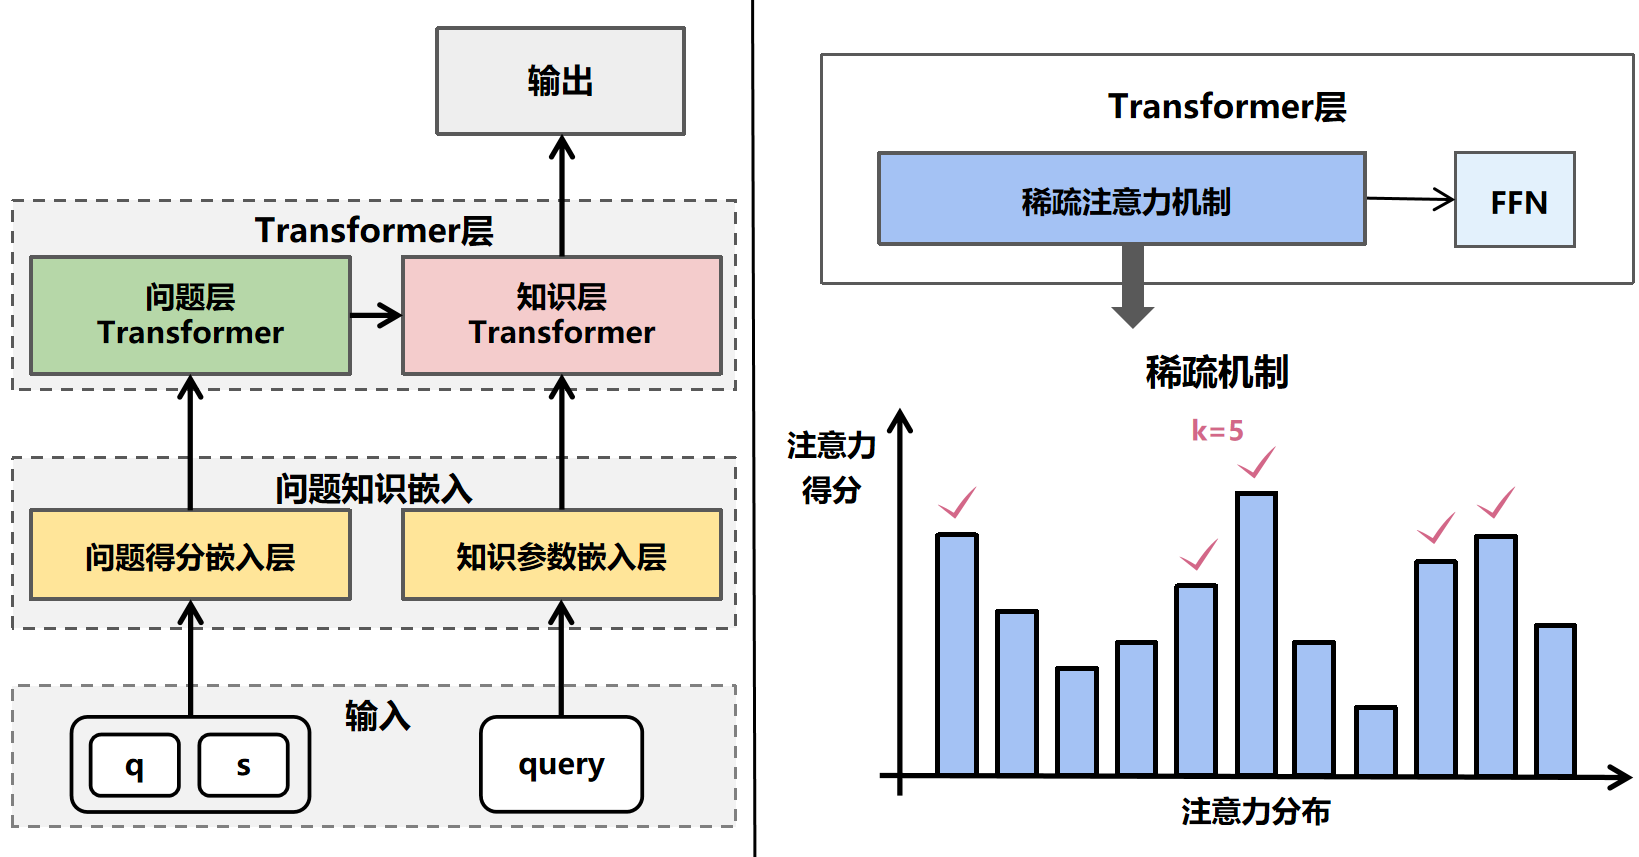 输出
Transformer层
问题层
Transformer
知识层
Transformer
问题知识嵌入
问题得分嵌入层
知识参数嵌入层
输入
q
s
query
Transformer层
稀疏注意力机制
FFN
稀疏机制
k=5
注意力
得分
注意力分布